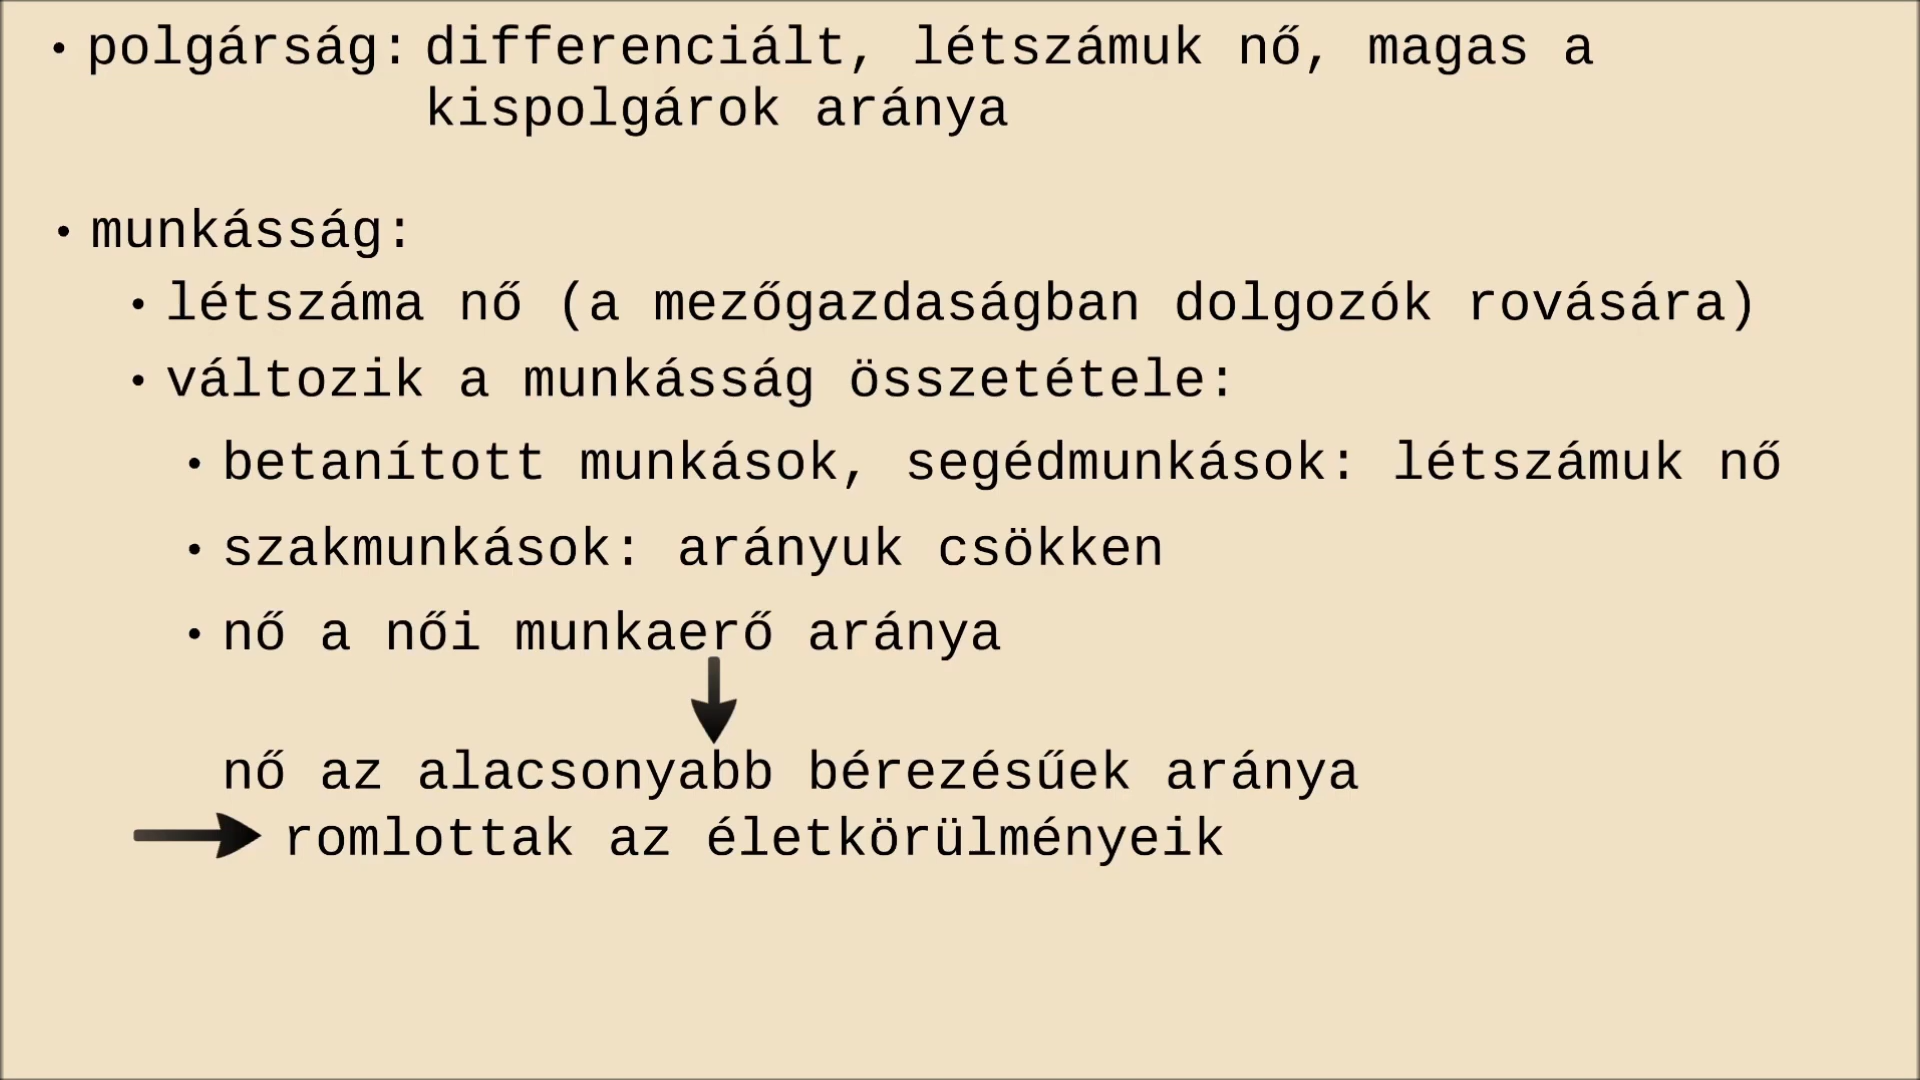 • polgárság: differenciált, létszámuk nő, magas a
kispolgárok aránya
• munkásság:
• létszáma nő (a mezőgazdaságban dolgozók rovására)
• változik a munkásság összetétele:
• betanított munkások, segédmunkások: létszámuk nő
• szakmunkások: arányuk csökken
• nő a női munkaerő aránya
nő az alacsonyabb bérezésűek aránya
romlottak az életkörülményeik